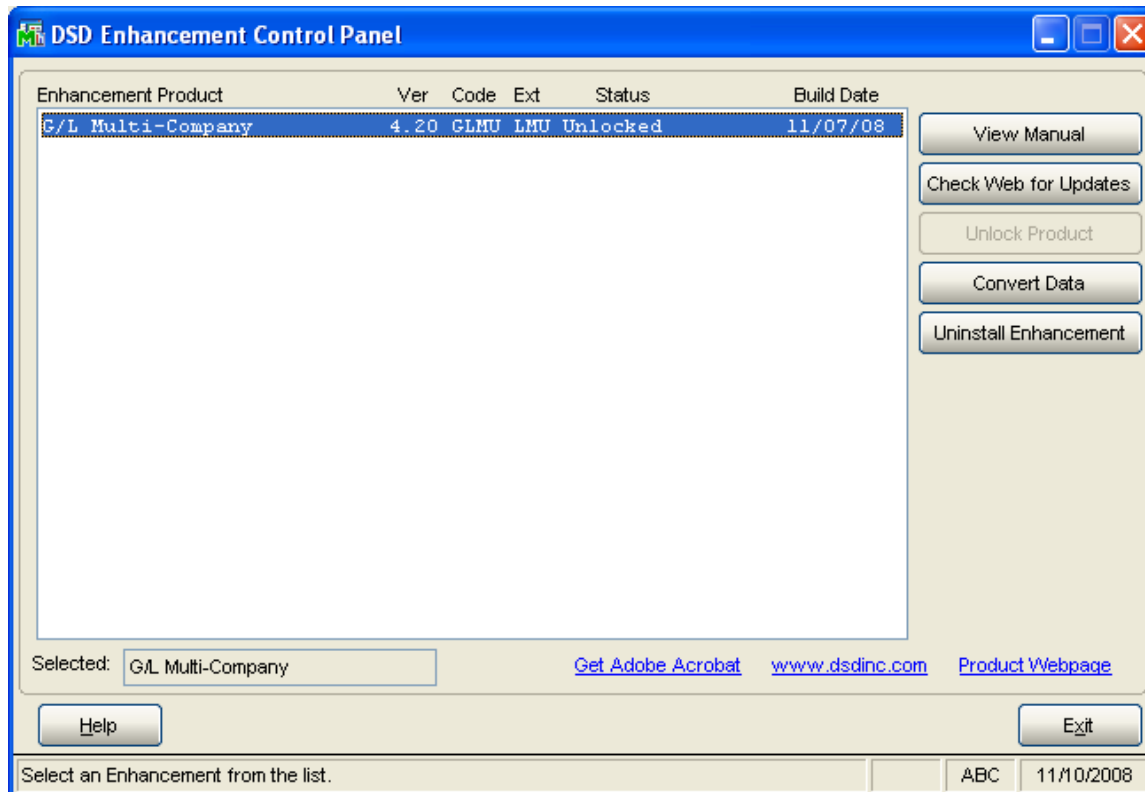 DSD Enhancement Control Panel
Enhancement Product Ver Code Ext Status Build Date
G/L Multi-Company 4.20 GLMU LMU Unlocked 11/07/08
View Manual
Check Web for Updates
Unlock Product
Convert Data
Uninstall Enhancement
Selected: G/L Multi-Company Get Adobe Acrobat www.dsdinc.com Product Webpage
Help Exit
Select an Enhancement from the list. ABC 11/10/2008